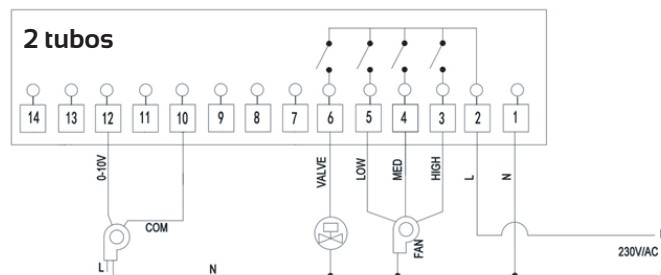 2 tubos
14 13 12 11 10 9 8 7 6 5 4 3 2 1
0-10V
COM
VALVE
LOW
MED
HIGH
L
N
FAN
230V/AC
L
N